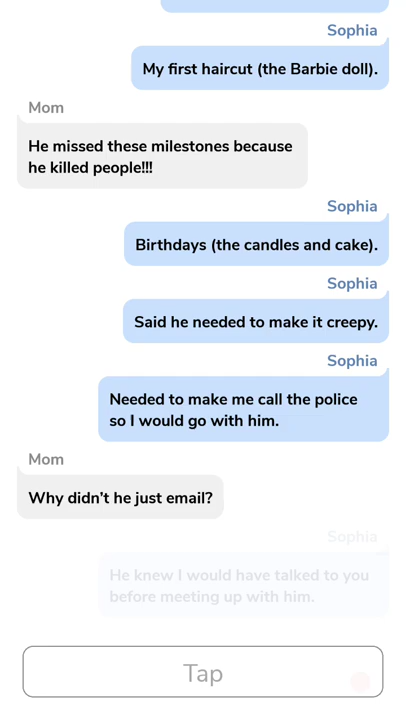 Sophia
My first haircut (the Barbie doll).
Mom
He missed these milestones because
he killed people!!!
Sophia
Birthdays (the candles and cake).
Sophia
Said he needed to make it creepy.
Sophia
Needed to make me call the police
so I would go with him.
Mom
Why didn’t he just email?
Sophia
He knew I would have talked to you
before meeting up with him.
Tap